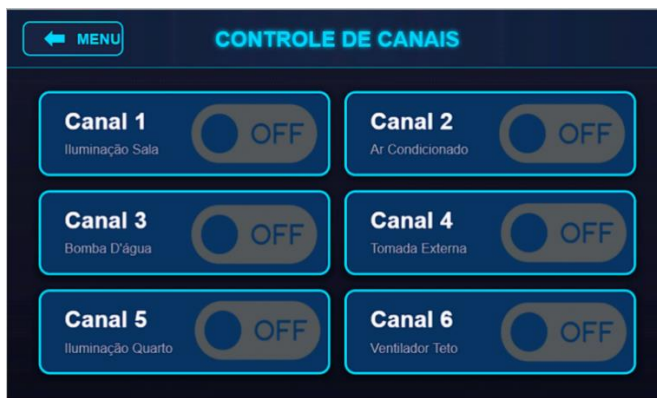 MENU
CONTROLE DE CANAIS
Canal 1
Iluminação Sala
OFF
Canal 2
Ar Condicionado
OFF
Canal 3
Bomba D'água
OFF
Canal 4
Tomada Externa
OFF
Canal 5
Iluminação Quarto
OFF
Canal 6
Ventilador Teto
OFF